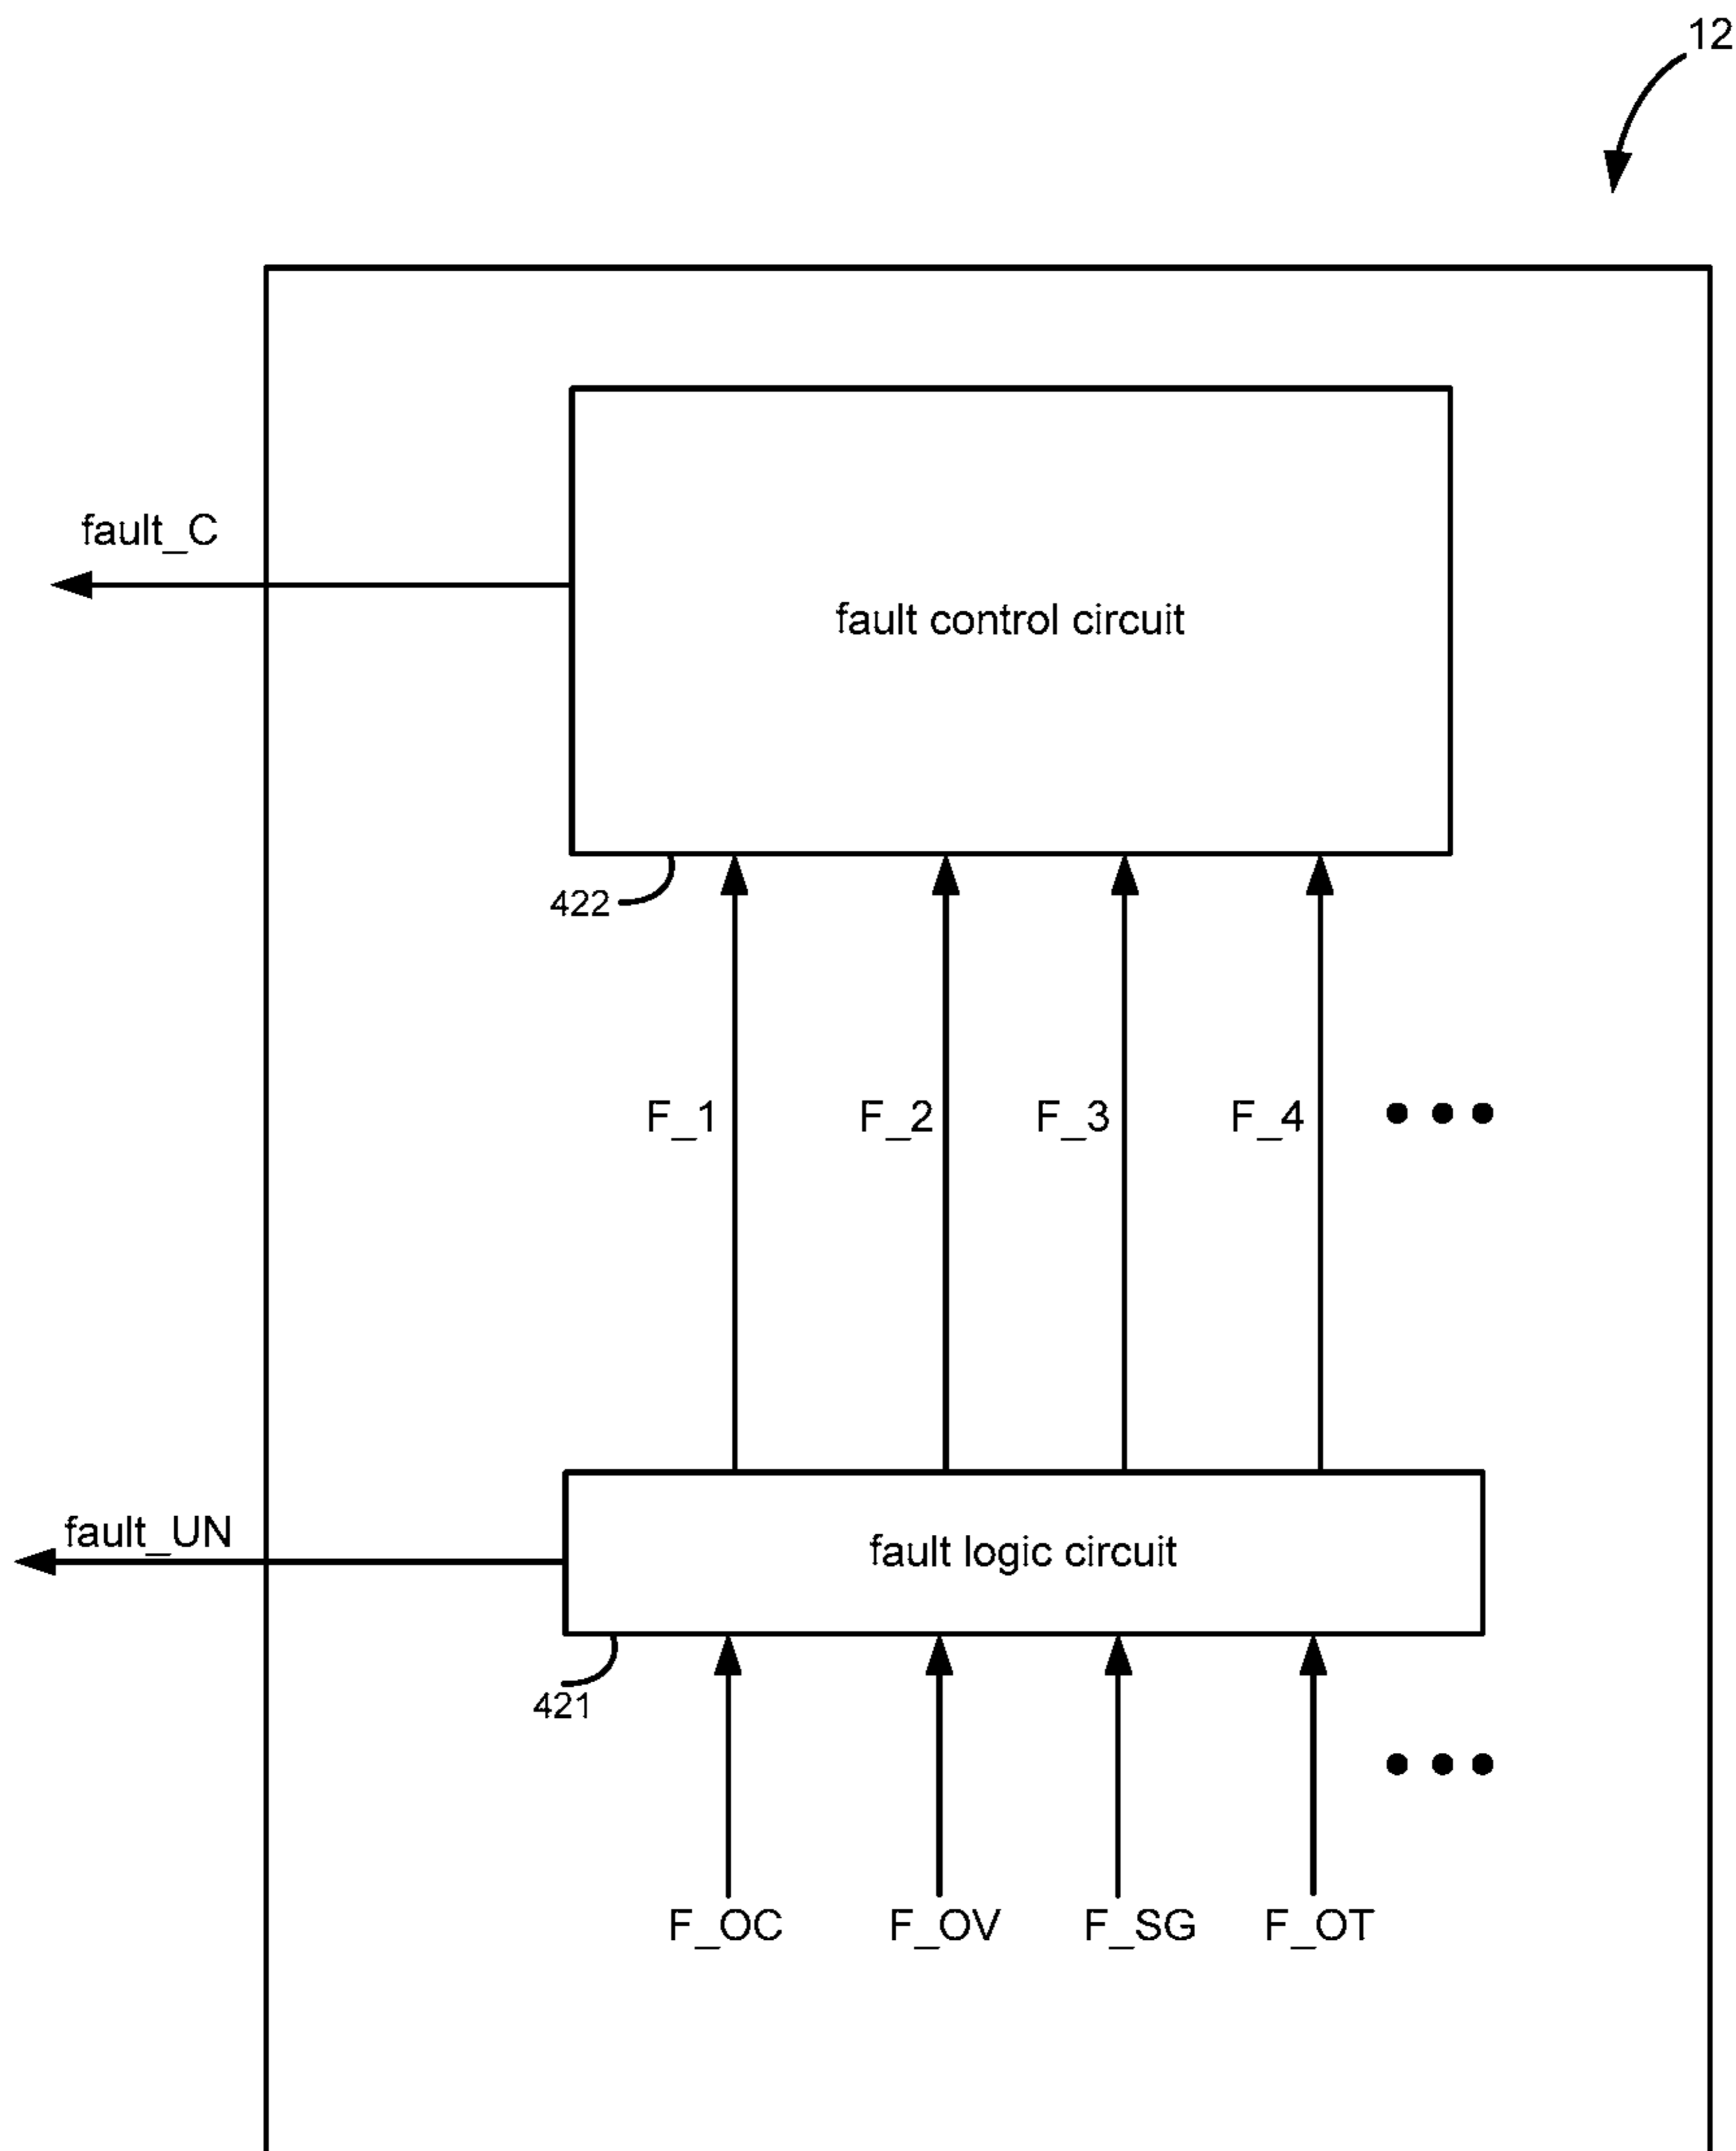 12
fault_C
fault control circuit
422
F_1
F_2
F_3
F_4
fault_UN
fault logic circuit
421
F_OC
F_OV
F_SG
F_OT